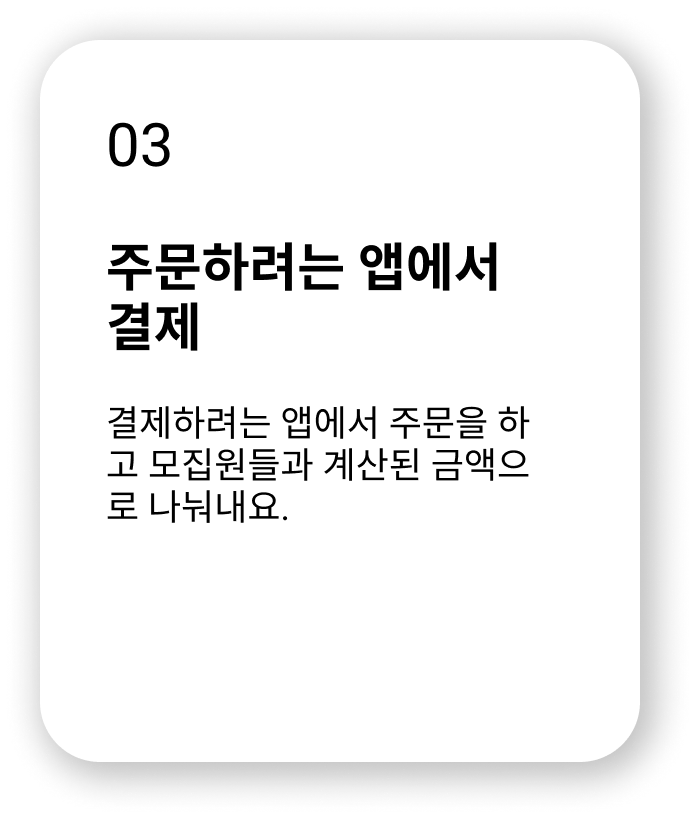 03
주문하려는 앱에서
결제
결제하려는 앱에서 주문을 하
고 모집원들과 계산된 금액으
로 나눠내요.